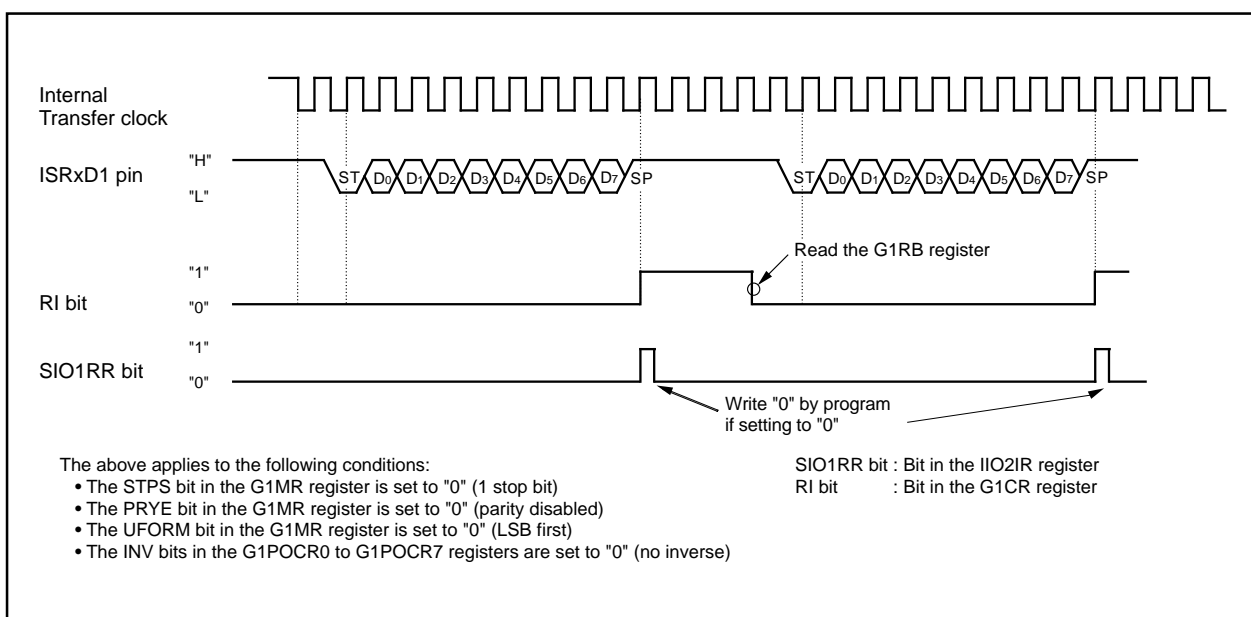 Internal
Transfer clock
ISRxD1 pin
"H"
"L"
ST D0 D1 D2 D3 D4 D5 D6 D7 SP
ST D0 D1 D2 D3 D4 D5 D6 D7 SP
Read the G1RB register
RI bit
"1"
"0"
SIO1RR bit
"1"
"0"
Write "0" by program
if setting to "0"
The above applies to the following conditions:
• The STPS bit in the G1MR register is set to "0" (1 stop bit)
• The PRYE bit in the G1MR register is set to "0" (parity disabled)
• The UFORM bit in the G1MR register is set to "0" (LSB first)
• The INV bits in the G1POCR0 to G1POCR7 registers are set to "0" (no inverse)
SIO1RR bit : Bit in the IIO2IR register
RI bit : Bit in the G1CR register